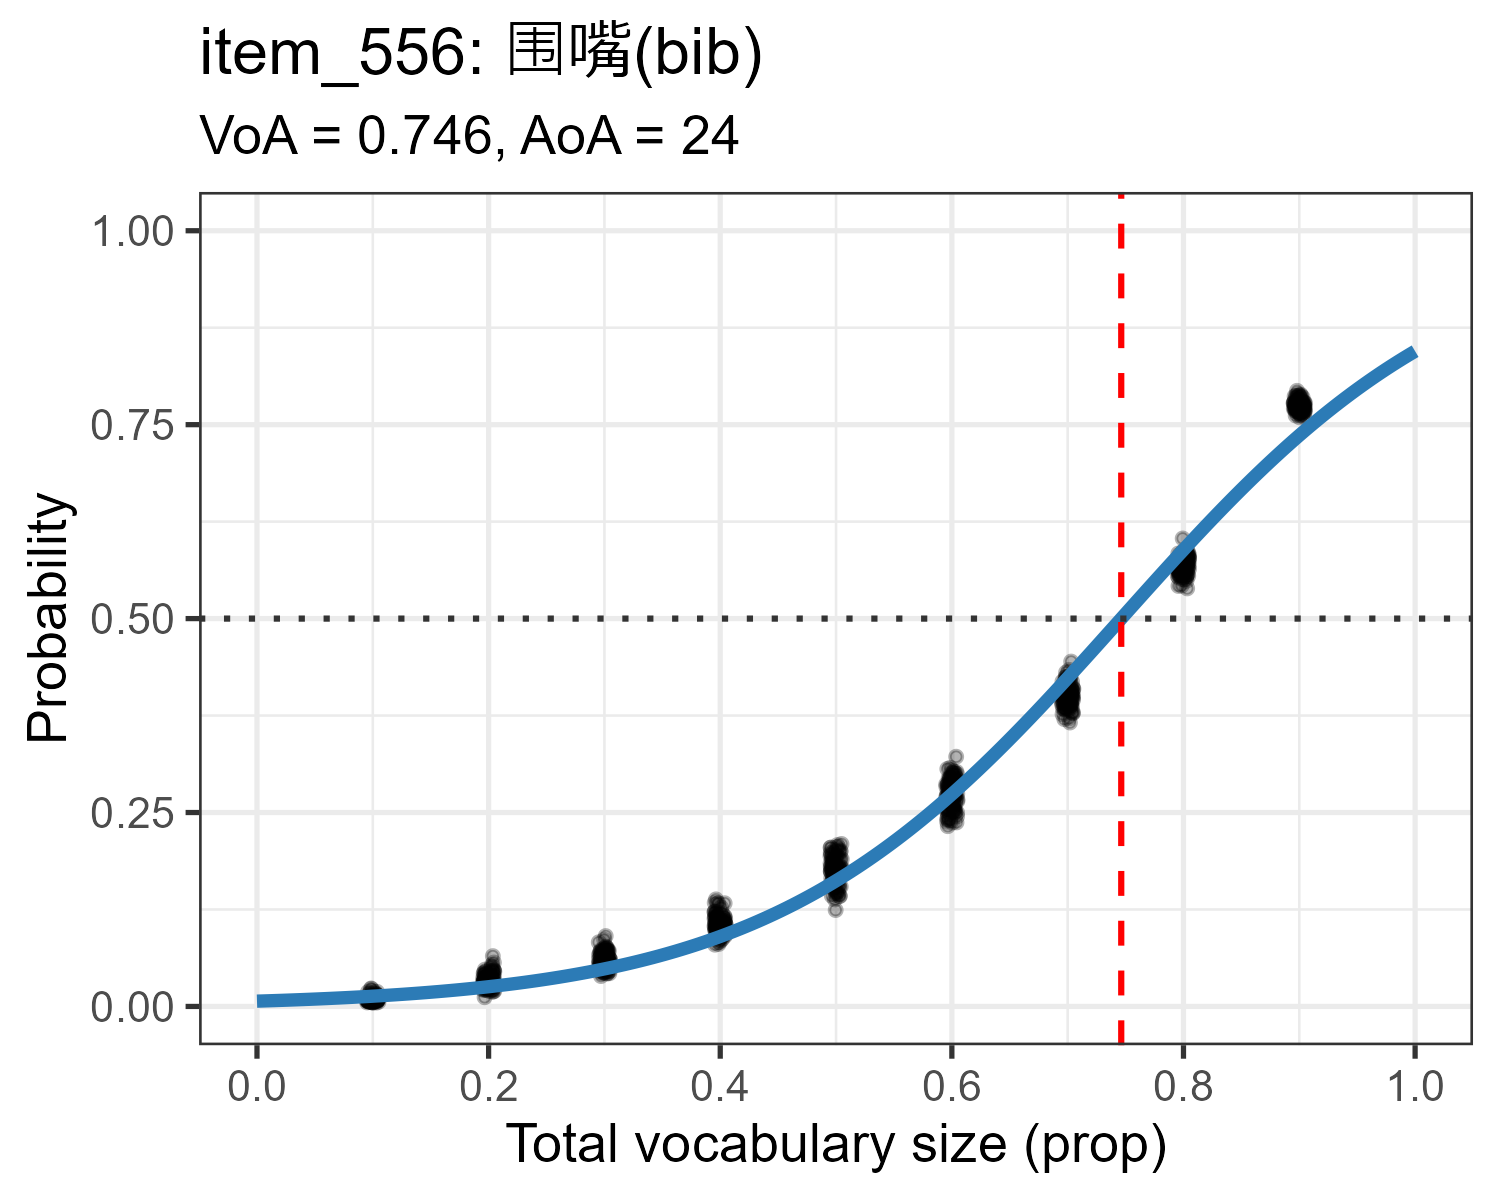 item_556: 围嘴(bib)
VoA = 0.746, AoA = 24
1.00
0.75
0.50
0.25
0.00
Probability
0.0 0.2 0.4 0.6 0.8 1.0
Total vocabulary size (prop)